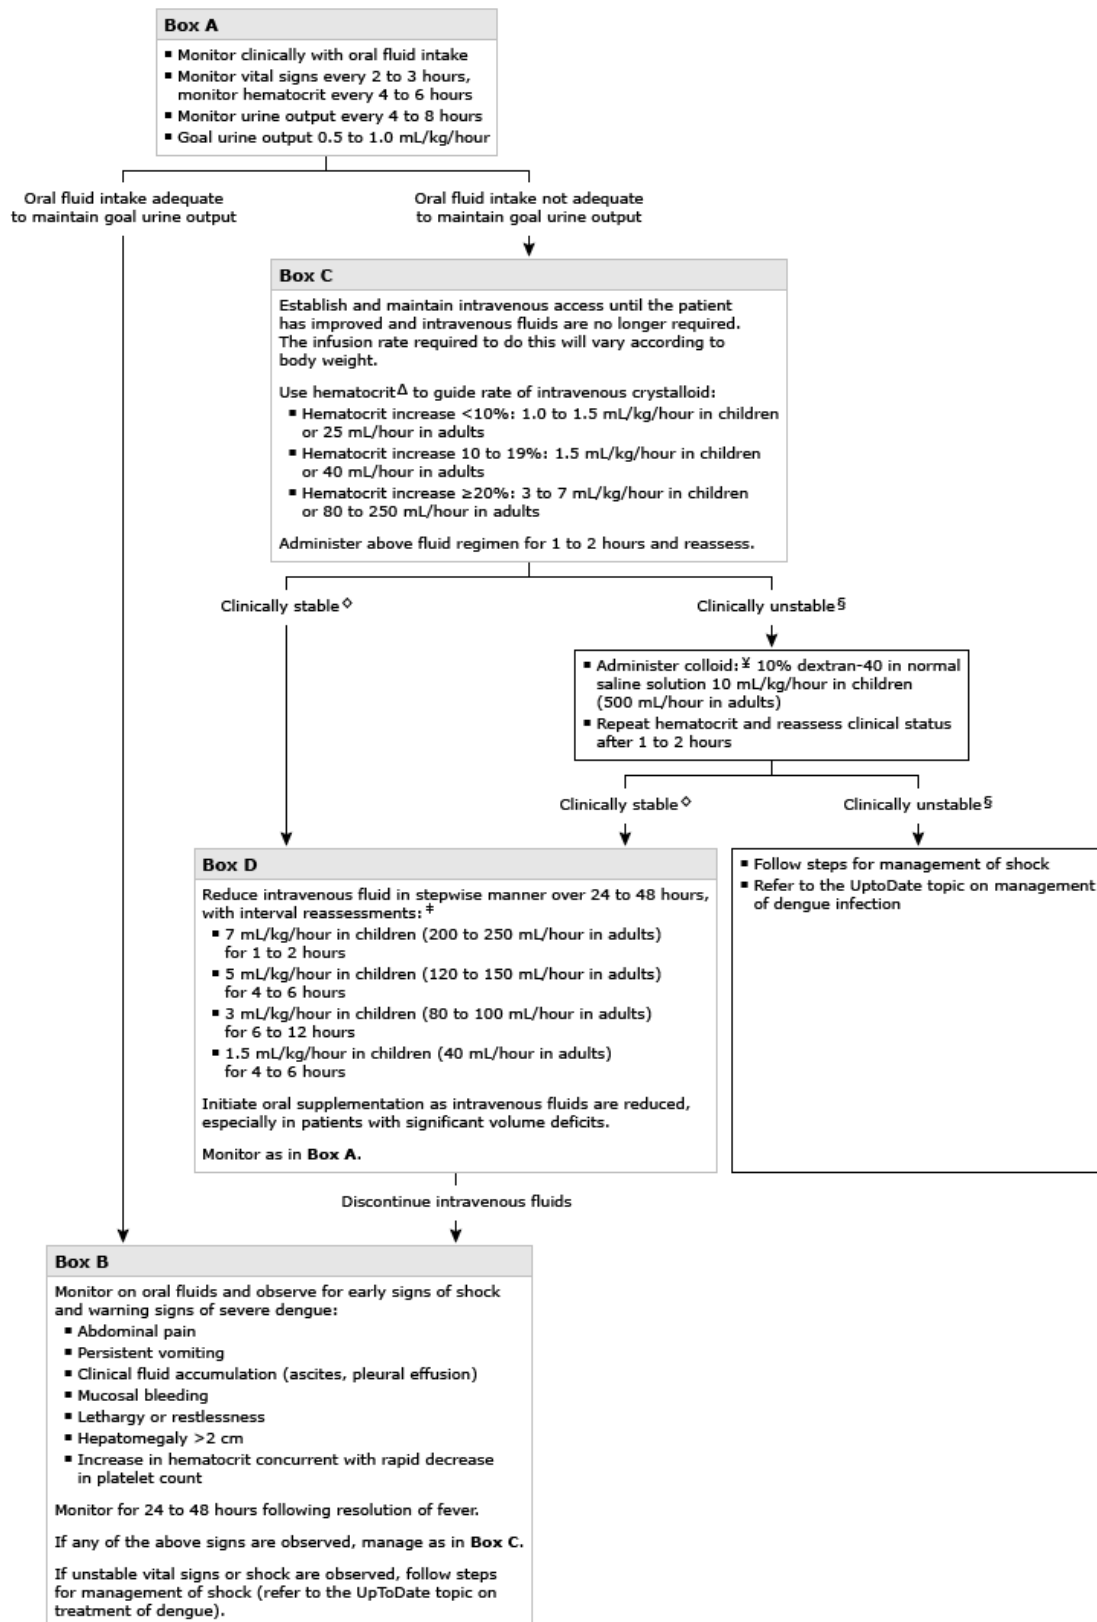 Box A
▪ Monitor clinically with oral fluid intake
▪ Monitor vital signs every 2 to 3 hours,
monitor hematocrit every 4 to 6 hours
▪ Monitor urine output every 4 to 8 hours
▪ Goal urine output 0.5 to 1.0 mL/kg/hour
Oral fluid intake adequate
to maintain goal urine output
Oral fluid intake not adequate
to maintain goal urine output
Box C
Establish and maintain intravenous access until the patient
has improved and intravenous fluids are no longer required.
The infusion rate required to do this will vary according to
body weight.
Use hematocritΔ to guide rate of intravenous crystalloid:
▪ Hematocrit increase <10%: 1.0 to 1.5 mL/kg/hour in children
or 25 mL/hour in adults
▪ Hematocrit increase 10 to 19%: 1.5 mL/kg/hour in children
or 40 mL/hour in adults
▪ Hematocrit increase ≥20%: 3 to 7 mL/kg/hour in children
or 80 to 250 mL/hour in adults
Administer above fluid regimen for 1 to 2 hours and reassess.
Clinically stable◇
Clinically unstable§
▪ Administer colloid:¥ 10% dextran-40 in normal
saline solution 10 mL/kg/hour in children
(500 mL/hour in adults)
▪ Repeat hematocrit and reassess clinical status
after 1 to 2 hours
Clinically stable◇
Clinically unstable§
Box D
Reduce intravenous fluid in stepwise manner over 24 to 48 hours,
with interval reassessments:‡
▪ 7 mL/kg/hour in children (200 to 250 mL/hour in adults)
for 1 to 2 hours
▪ 5 mL/kg/hour in children (120 to 150 mL/hour in adults)
for 4 to 6 hours
▪ 3 mL/kg/hour in children (80 to 100 mL/hour in adults)
for 6 to 12 hours
▪ 1.5 mL/kg/hour in children (40 mL/hour in adults)
for 4 to 6 hours
Initiate oral supplementation as intravenous fluids are reduced,
especially in patients with significant volume deficits.
Monitor as in Box A.
▪ Follow steps for management of shock
▪ Refer to the UptoDate topic on management
of dengue infection
Discontinue intravenous fluids
Box B
Monitor on oral fluids and observe for early signs of shock
and warning signs of severe dengue:
▪ Abdominal pain
▪ Persistent vomiting
▪ Clinical fluid accumulation (ascites, pleural effusion)
▪ Mucosal bleeding
▪ Lethargy or restlessness
▪ Hepatomegaly >2 cm
▪ Increase in hematocrit concurrent with rapid decrease
in platelet count
Monitor for 24 to 48 hours following resolution of fever.
If any of the above signs are observed, manage as in Box C.
If unstable vital signs or shock are observed, follow steps
for management of shock (refer to the UpToDate topic on
treatment of dengue).